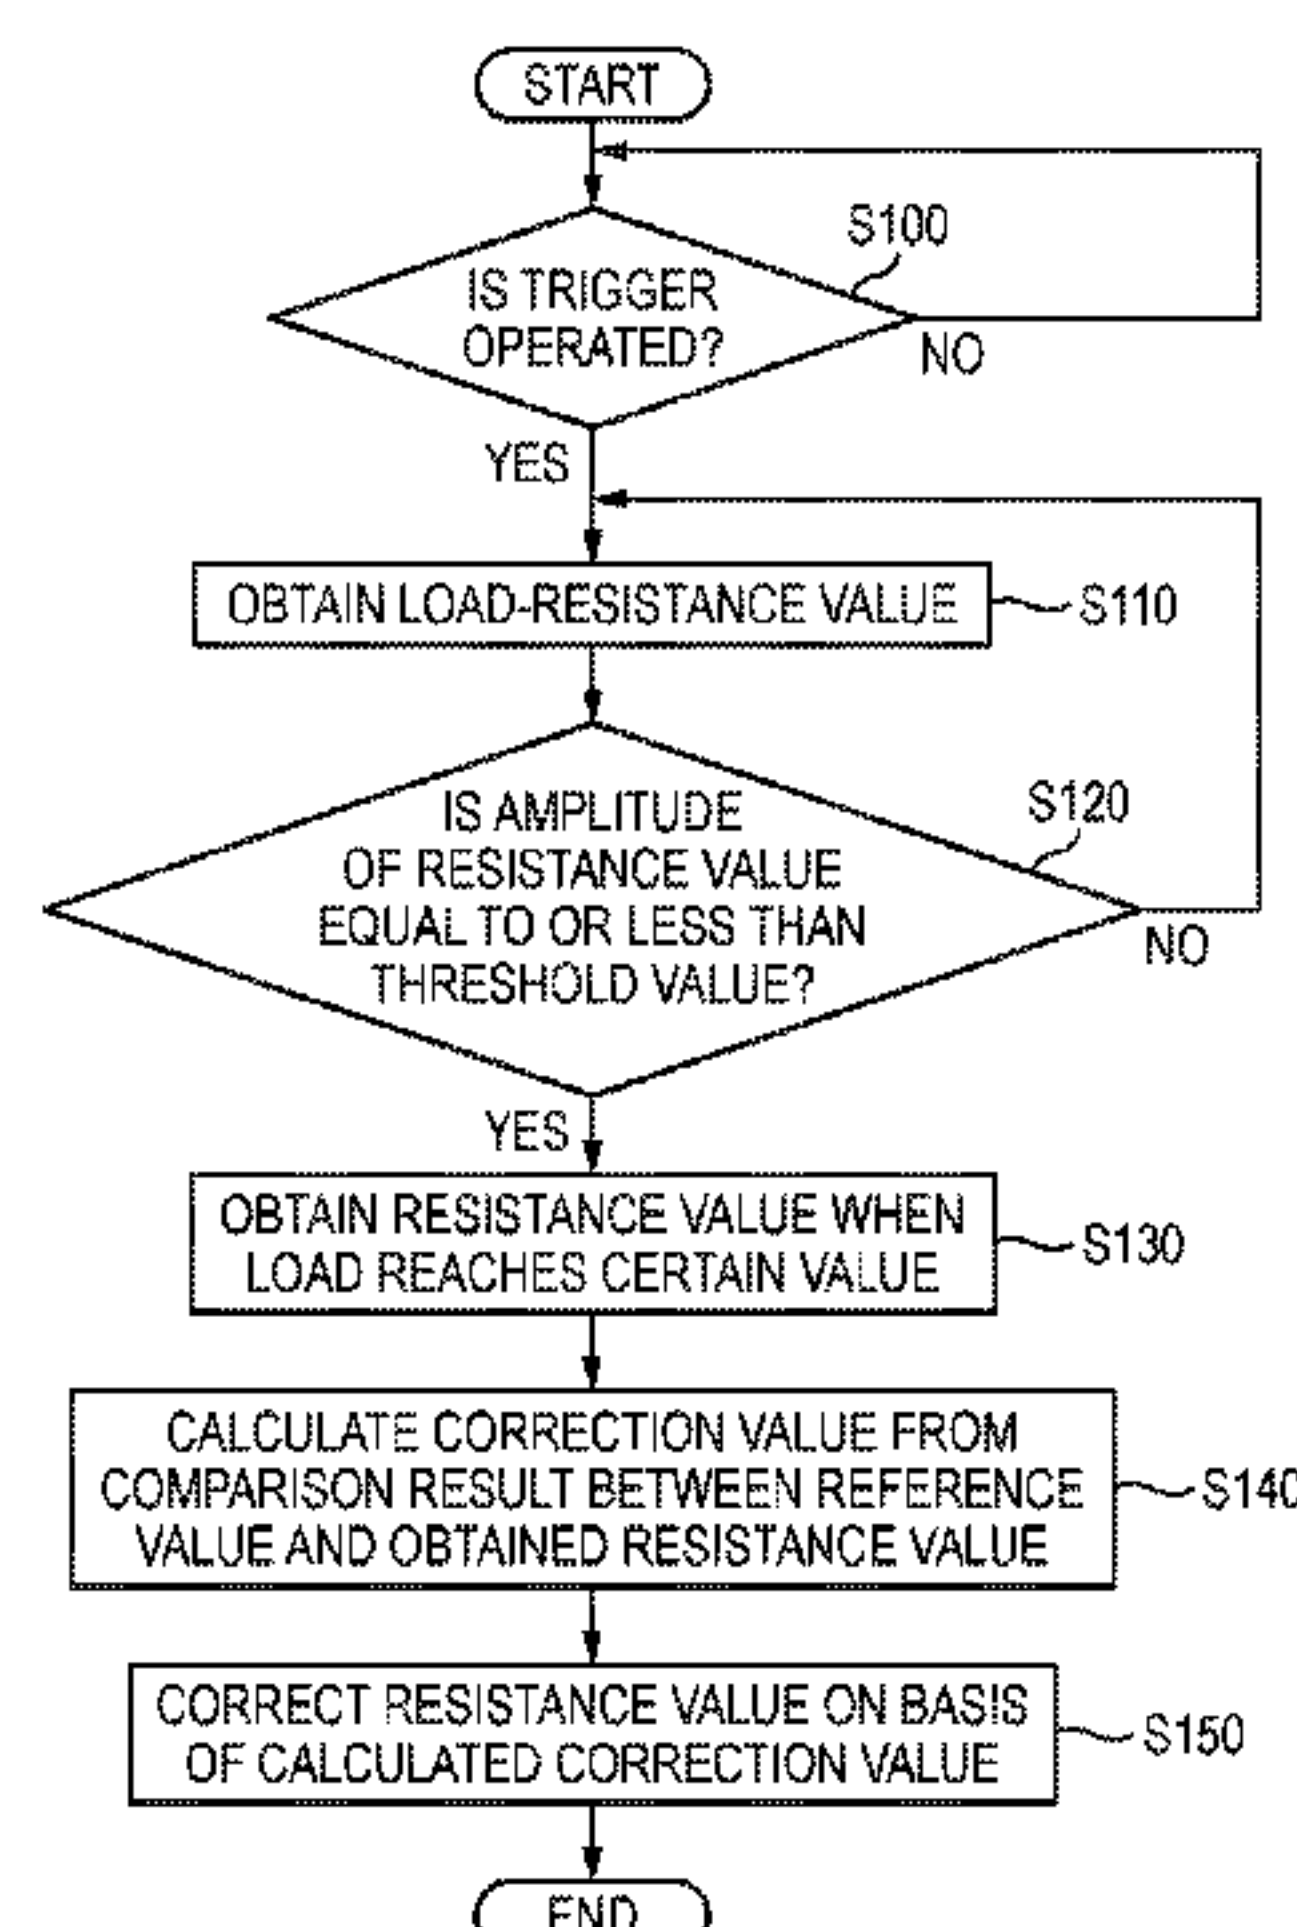 START
S100
IS TRIGGER
OPERATED?
NO
YES
OBTAIN LOAD-RESISTANCE VALUE
S110
IS AMPLITUDE
OF RESISTANCE VALUE
EQUAL TO OR LESS THAN
THRESHOLD VALUE?
S120
NO
YES
OBTAIN RESISTANCE VALUE WHEN
LOAD REACHES CERTAIN VALUE
S130
CALCULATE CORRECTION VALUE FROM
COMPARISON RESULT BETWEEN REFERENCE
VALUE AND OBTAINED RESISTANCE VALUE
S140
CORRECT RESISTANCE VALUE ON BASIS
OF CALCULATED CORRECTION VALUE
S150
END